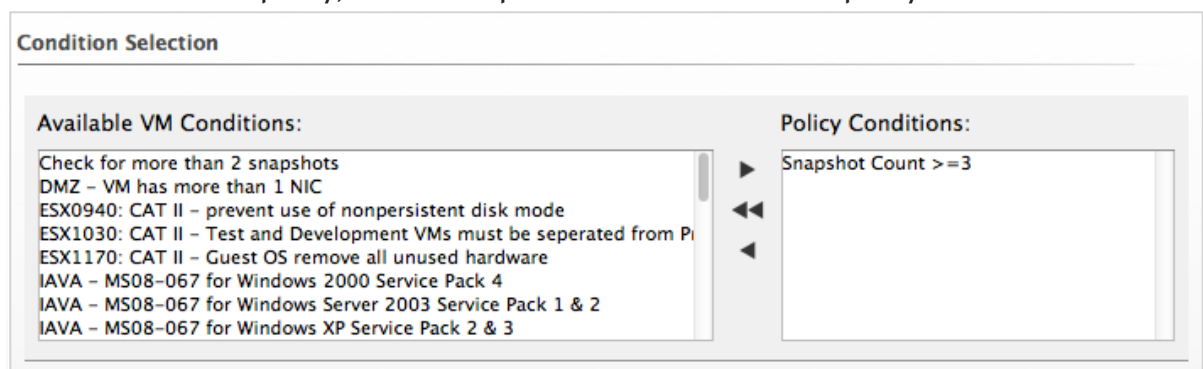 Condition Selection
Available VM Conditions:
Policy Conditions:
Check for more than 2 snapshots
DMZ – VM has more than 1 NIC
ESX0940: CAT II – prevent use of nonpersistent disk mode
ESX1030: CAT II – Test and Development VMs must be seperated from
ESX1170: CAT II – Guest OS remove all unused hardware
IAVA – MS08-067 for Windows 2000 Service Pack 4
IAVA – MS08-067 for Windows Server 2003 Service Pack 1 & 2
IAVA – MS08-067 for Windows XP Service Pack 2 & 3
Snapshot Count >=3